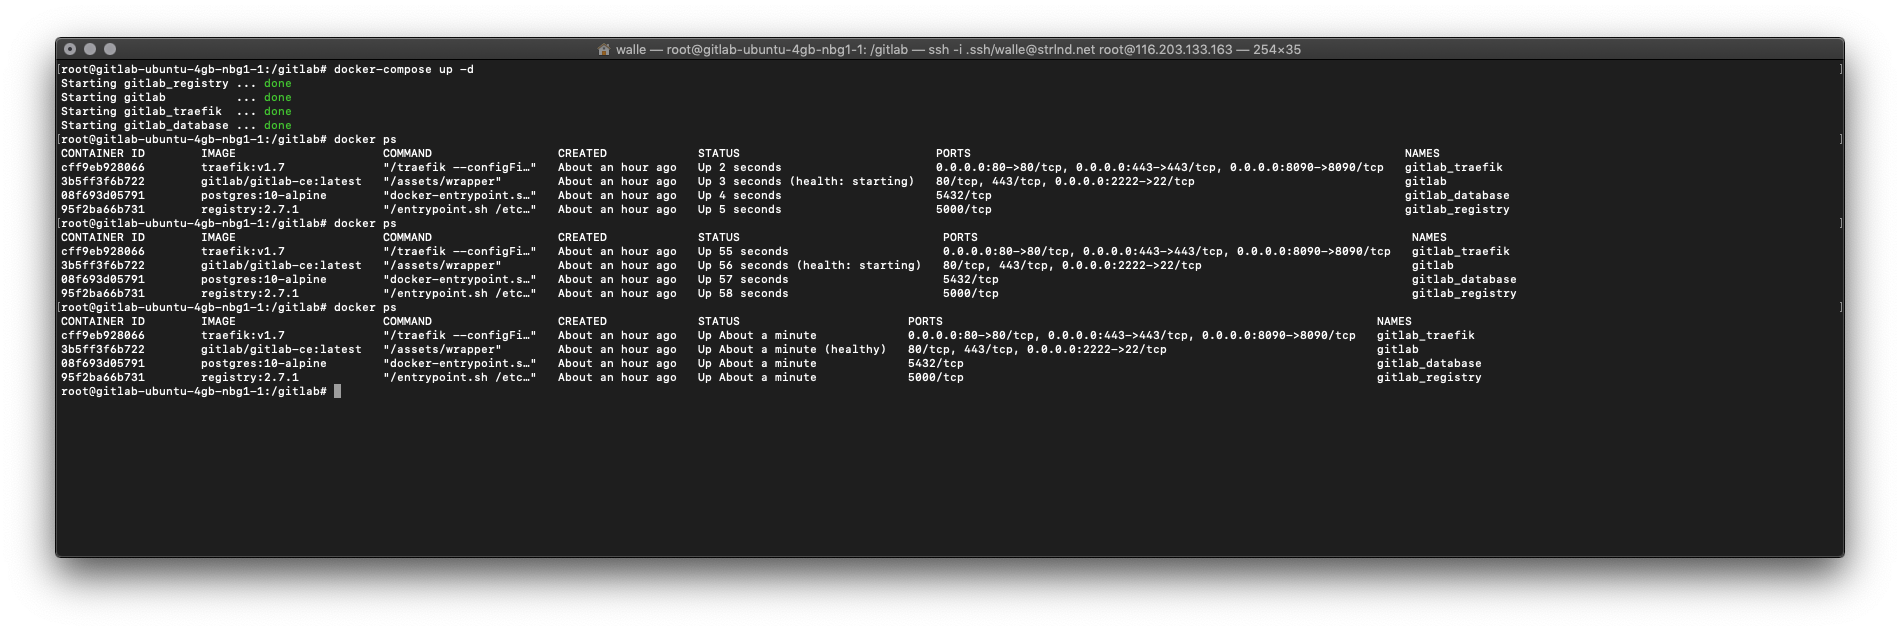 walle — root@gitlab-ubuntu-4gb-nbg1-1: /gitlab — ssh -i .ssh/walle@strlnd.net root@116.203.133.163 — 254×35
[root@gitlab-ubuntu-4gb-nbg1-1:/gitlab# docker-compose up -d ]
Starting gitlab_registry ... done
Starting gitlab          ... done
Starting gitlab_traefik  ... done
Starting gitlab_database ... done
[root@gitlab-ubuntu-4gb-nbg1-1:/gitlab# docker ps ]
CONTAINER ID        IMAGE                     COMMAND                  CREATED             STATUS                            PORTS                                                              NAMES
cff9eb928066        traefik:v1.7              "/traefik --configFi…"   About an hour ago   Up 2 seconds                      0.0.0.0:80->80/tcp, 0.0.0.0:443->443/tcp, 0.0.0.0:8090->8090/tcp   gitlab_traefik
3b5ff3f6b722        gitlab/gitlab-ce:latest   "/assets/wrapper"        About an hour ago   Up 3 seconds (health: starting)   80/tcp, 443/tcp, 0.0.0.0:2222->22/tcp                              gitlab
08f693d05791        postgres:10-alpine        "docker-entrypoint.s…"   About an hour ago   Up 4 seconds                      5432/tcp                                                           gitlab_database
95f2ba66b731        registry:2.7.1            "/entrypoint.sh /etc…"   About an hour ago   Up 5 seconds                      5000/tcp                                                           gitlab_registry
[root@gitlab-ubuntu-4gb-nbg1-1:/gitlab# docker ps ]
CONTAINER ID        IMAGE                     COMMAND                  CREATED             STATUS                             PORTS                                                              NAMES
cff9eb928066        traefik:v1.7              "/traefik --configFi…"   About an hour ago   Up 55 seconds                      0.0.0.0:80->80/tcp, 0.0.0.0:443->443/tcp, 0.0.0.0:8090->8090/tcp   gitlab_traefik
3b5ff3f6b722        gitlab/gitlab-ce:latest   "/assets/wrapper"        About an hour ago   Up 56 seconds (health: starting)   80/tcp, 443/tcp, 0.0.0.0:2222->22/tcp                              gitlab
08f693d05791        postgres:10-alpine        "docker-entrypoint.s…"   About an hour ago   Up 57 seconds                      5432/tcp                                                           gitlab_database
95f2ba66b731        registry:2.7.1            "/entrypoint.sh /etc…"   About an hour ago   Up 58 seconds                      5000/tcp                                                           gitlab_registry
[root@gitlab-ubuntu-4gb-nbg1-1:/gitlab# docker ps ]
CONTAINER ID        IMAGE                     COMMAND                  CREATED             STATUS                        PORTS                                                              NAMES
cff9eb928066        traefik:v1.7              "/traefik --configFi…"   About an hour ago   Up About a minute             0.0.0.0:80->80/tcp, 0.0.0.0:443->443/tcp, 0.0.0.0:8090->8090/tcp   gitlab_traefik
3b5ff3f6b722        gitlab/gitlab-ce:latest   "/assets/wrapper"        About an hour ago   Up About a minute (healthy)   80/tcp, 443/tcp, 0.0.0.0:2222->22/tcp                              gitlab
08f693d05791        postgres:10-alpine        "docker-entrypoint.s…"   About an hour ago   Up About a minute             5432/tcp                                                           gitlab_database
95f2ba66b731        registry:2.7.1            "/entrypoint.sh /etc…"   About an hour ago   Up About a minute             5000/tcp                                                           gitlab_registry
root@gitlab-ubuntu-4gb-nbg1-1:/gitlab#